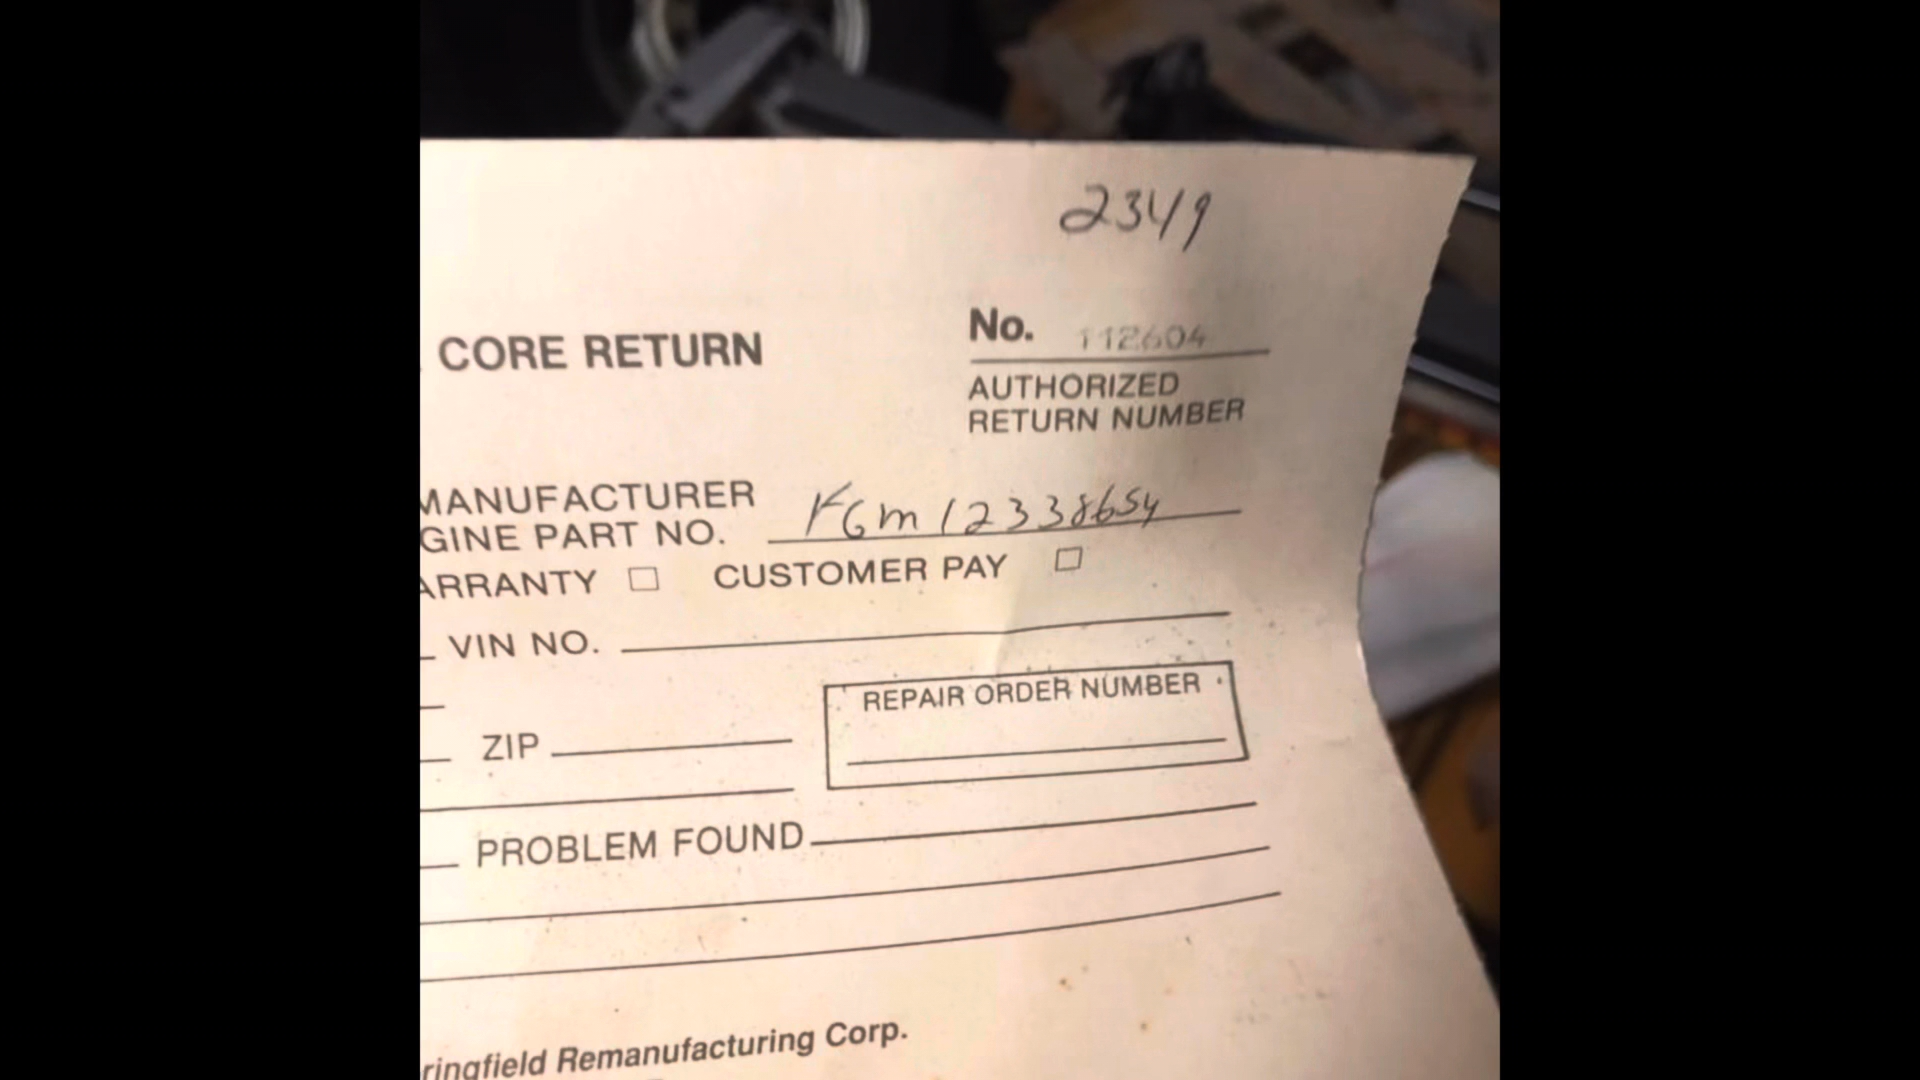 2349
CORE RETURN
No. 112604
AUTHORIZED
RETURN NUMBER
MANUFACTURER
GINE PART NO. FGm12338654
ARRANTY □ CUSTOMER PAY □
VIN NO.
REPAIR ORDER NUMBER
ZIP
PROBLEM FOUND
ringfield Remanufacturing Corp.